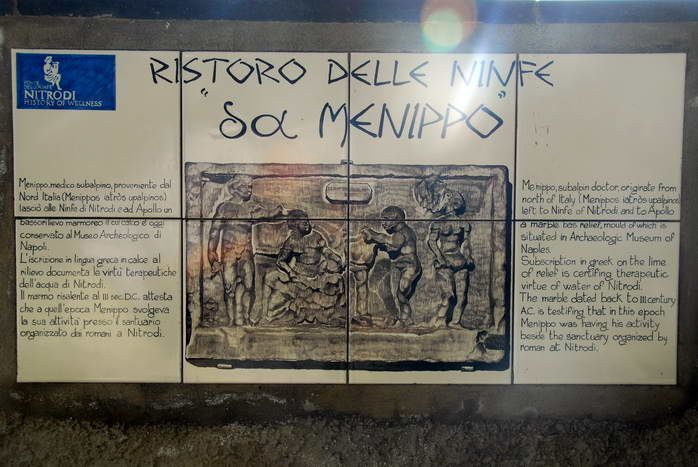 FONTE
DELLE NINFE
NITRODI
HISTORY OF WELLNESS
RISTORO DELLE NINFE
"da MENIPPO"
Menippo, medico subalpino, proveniente dal
Nord Italia (Menippos iatròs upalpinos)
lasciò alle Ninfe di Nitrodi e ad Apollo un
bassorilievo marmoreo il cui calco è oggi
conservato al Museo Archeologico di
Napoli.
L'iscrizione in lingua greca in calce al
rilievo documenta le virtù terapeutiche
dell'acqua di Nitrodi.
Il marmo risalente al III sec. D.C. attesta
che a quell'epoca Menippo svolgeva
la sua attivita' presso il santuario
organizzato dai romani a Nitrodi.
Menippo, subalpin doctor, originate from
north of Italy (Menippos iatròs upalpinos
left to Ninfe of Nitrodi and to Apollo
a marble bas relief, mould of which is
situated in Archaeologic Museum of
Naples.
Subscription in greek on the lime
of relief is certifing therapeutic
virtue of water of Nitrodi.
The marble dated back to III century
A.C. is testifing that in this epoch
Menippo was having his activity
beside the sanctuary organized by
roman at Nitrodi.